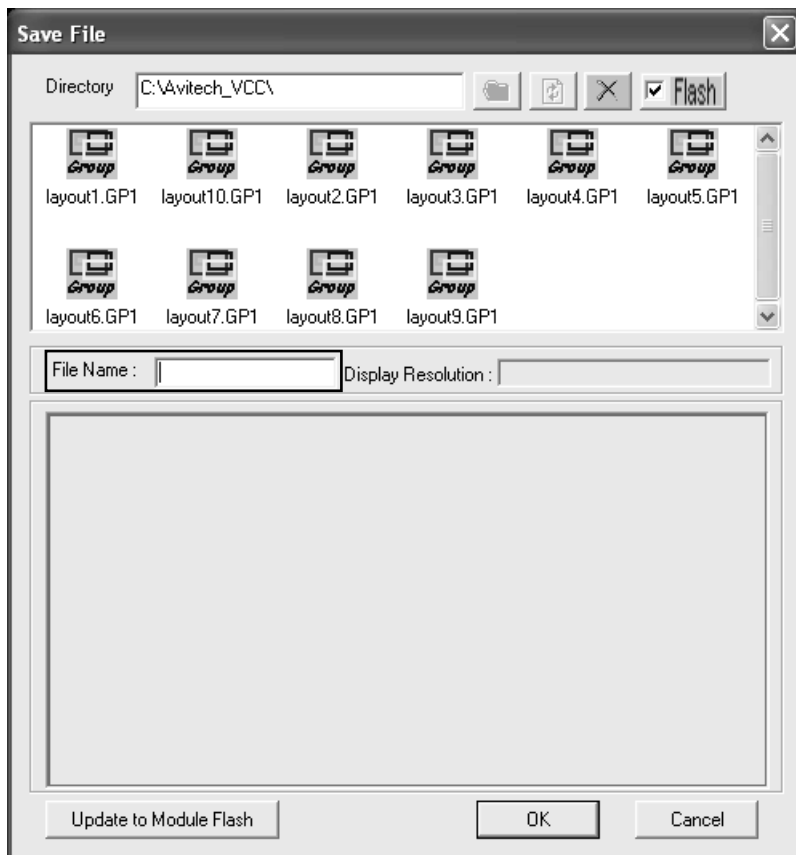 Save File
Directory C:\Avitech_VCC\ Flash
Group Group Group Group Group Group
layout1.GP1 layout10.GP1 layout2.GP1 layout3.GP1 layout4.GP1 layout5.GP1
Group Group Group Group
layout6.GP1 layout7.GP1 layout8.GP1 layout9.GP1
File Name : Display Resolution :
Update to Module Flash OK Cancel